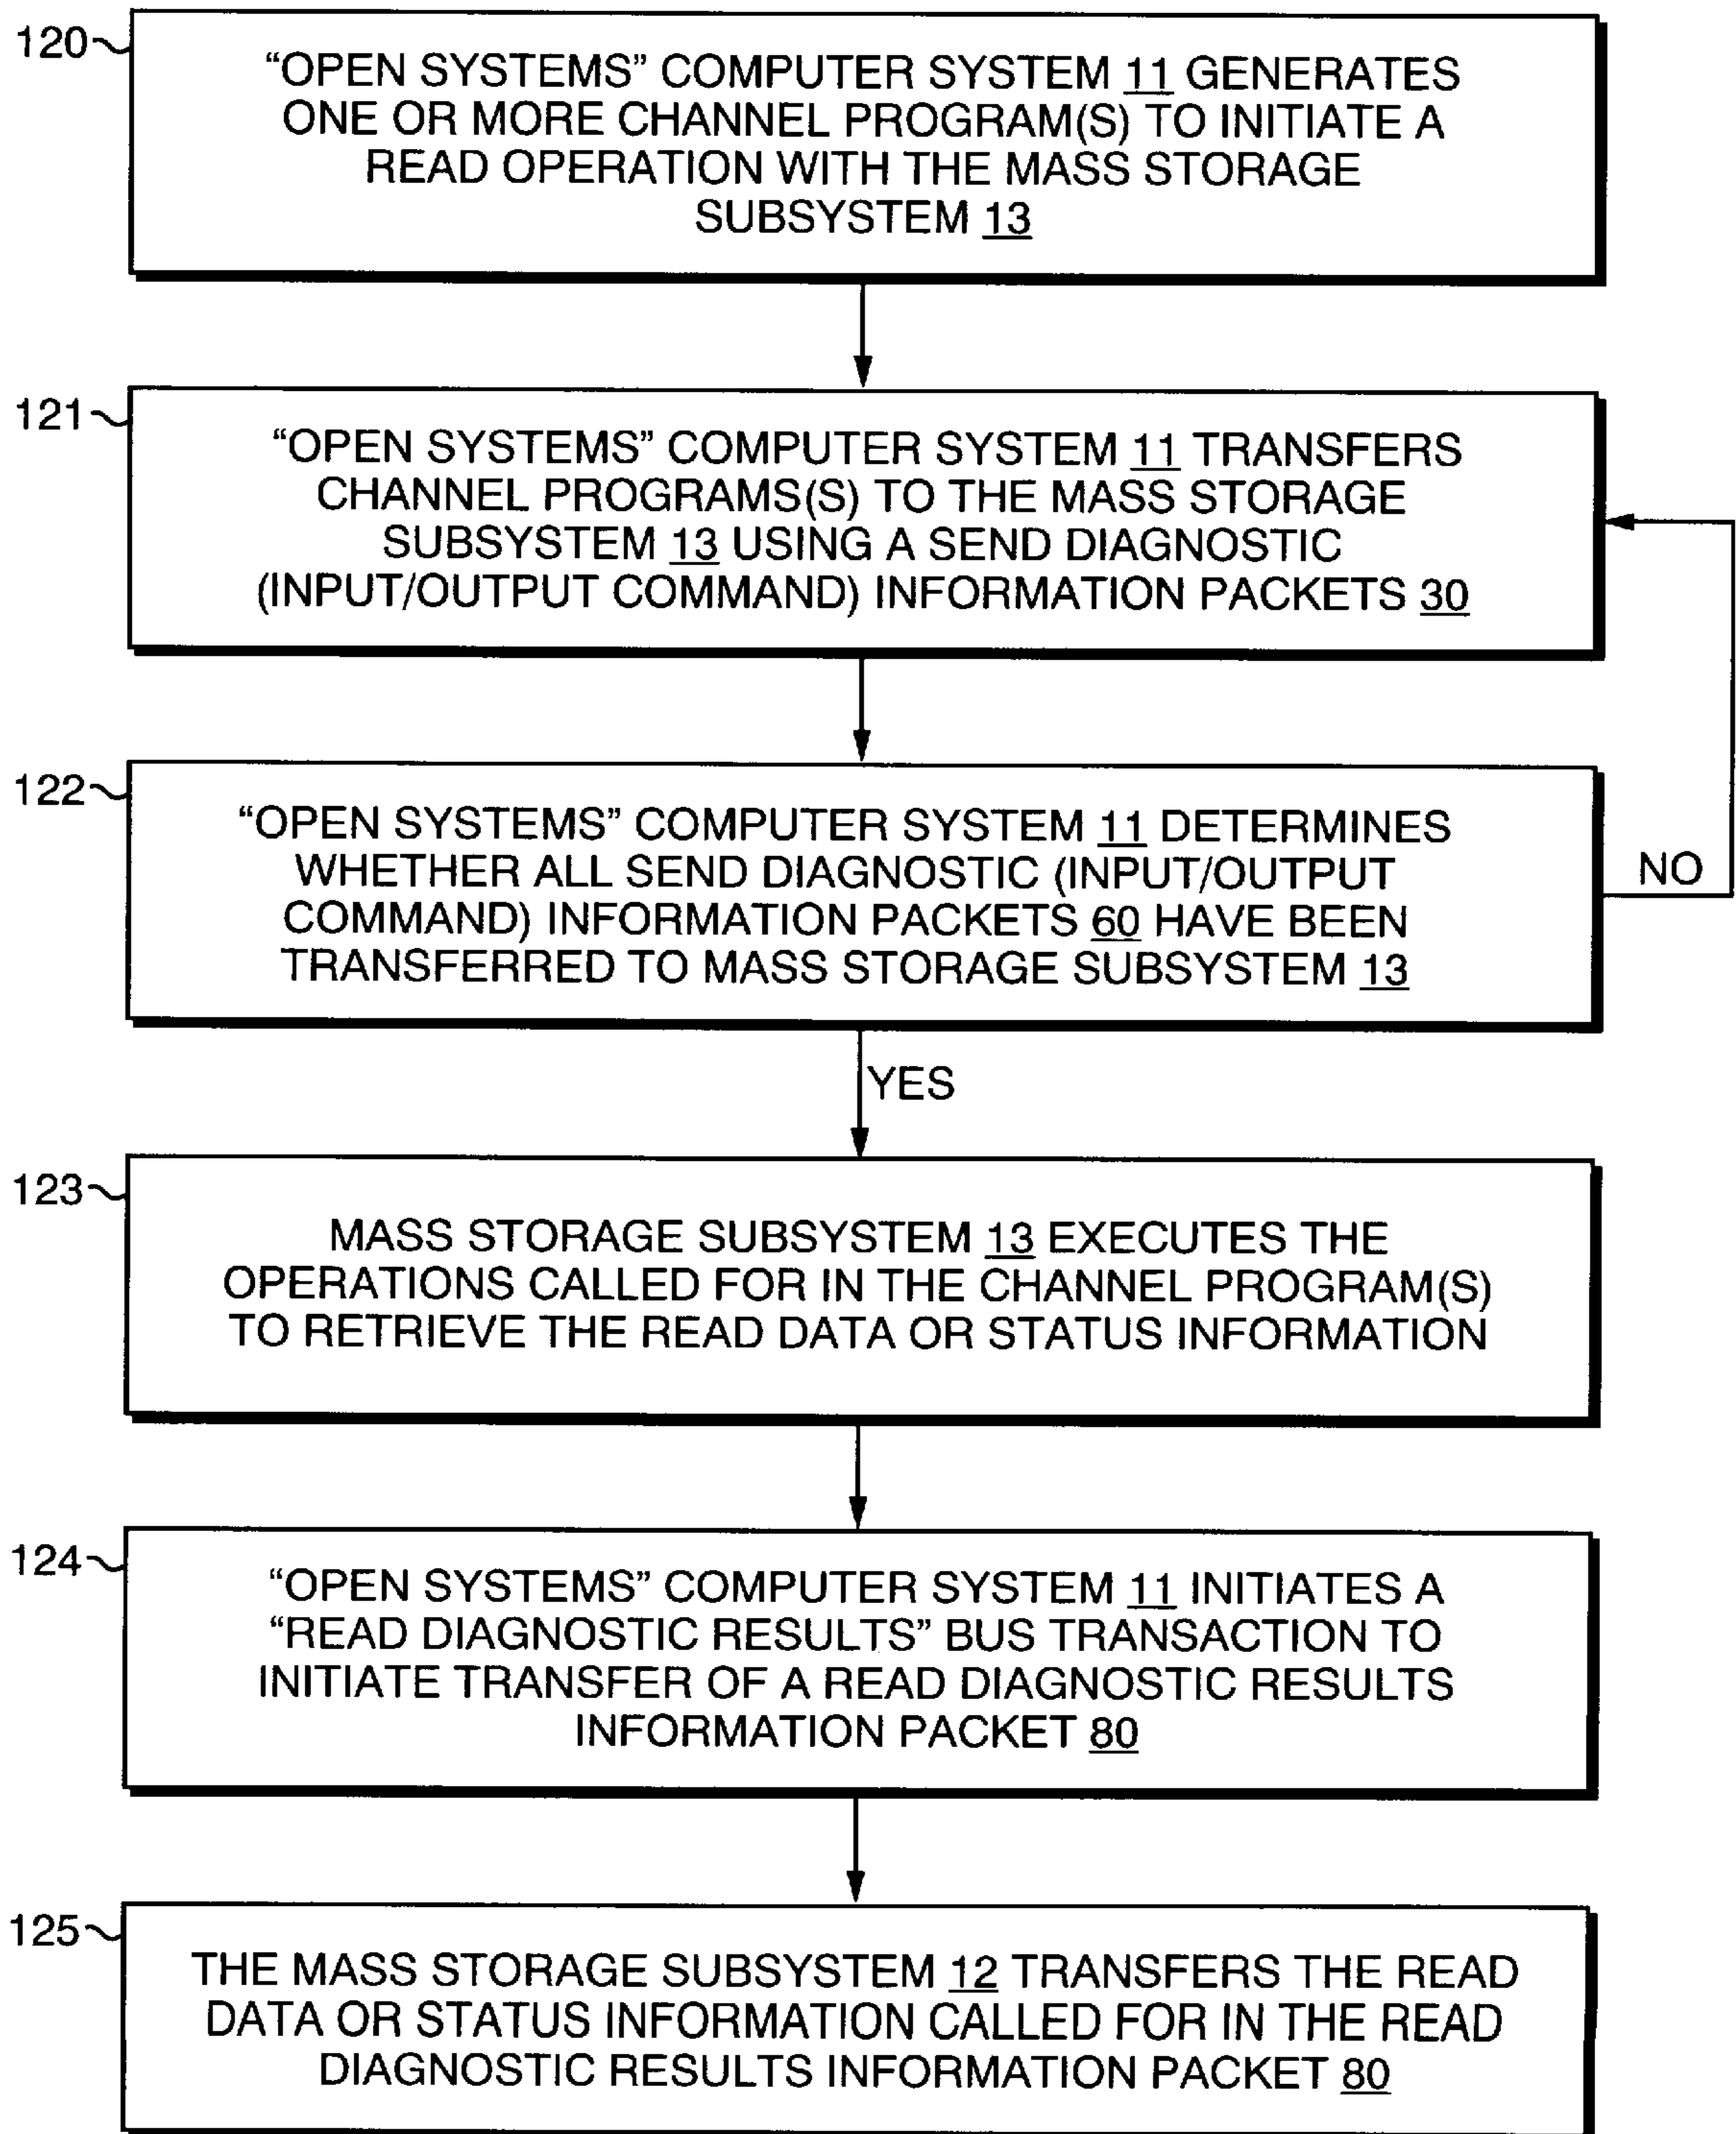 120
“OPEN SYSTEMS” COMPUTER SYSTEM 11 GENERATES
ONE OR MORE CHANNEL PROGRAM(S) TO INITIATE A
READ OPERATION WITH THE MASS STORAGE
SUBSYSTEM 13
121
“OPEN SYSTEMS” COMPUTER SYSTEM 11 TRANSFERS
CHANNEL PROGRAMS(S) TO THE MASS STORAGE
SUBSYSTEM 13 USING A SEND DIAGNOSTIC
(INPUT/OUTPUT COMMAND) INFORMATION PACKETS 30
122
“OPEN SYSTEMS” COMPUTER SYSTEM 11 DETERMINES
WHETHER ALL SEND DIAGNOSTIC (INPUT/OUTPUT
COMMAND) INFORMATION PACKETS 60 HAVE BEEN
TRANSFERRED TO MASS STORAGE SUBSYSTEM 13
NO
YES
123
MASS STORAGE SUBSYSTEM 13 EXECUTES THE
OPERATIONS CALLED FOR IN THE CHANNEL PROGRAM(S)
TO RETRIEVE THE READ DATA OR STATUS INFORMATION
124
“OPEN SYSTEMS” COMPUTER SYSTEM 11 INITIATES A
“READ DIAGNOSTIC RESULTS” BUS TRANSACTION TO
INITIATE TRANSFER OF A READ DIAGNOSTIC RESULTS
INFORMATION PACKET 80
125
THE MASS STORAGE SUBSYSTEM 12 TRANSFERS THE READ
DATA OR STATUS INFORMATION CALLED FOR IN THE READ
DIAGNOSTIC RESULTS INFORMATION PACKET 80